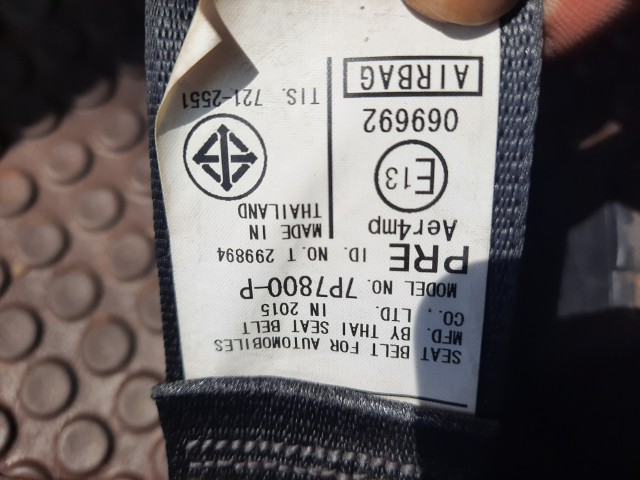 SEAT BELT FOR AUTOMOBILES
MFD. BY THAI SEAT BELT
CO., LTD. IN 2015
MODEL NO. 7P7800-P
PRE ID. NO. T 299894
Aer4mp
E13
069692
AIRBAG
MADE IN
THAILAND
TIS. 721-2551